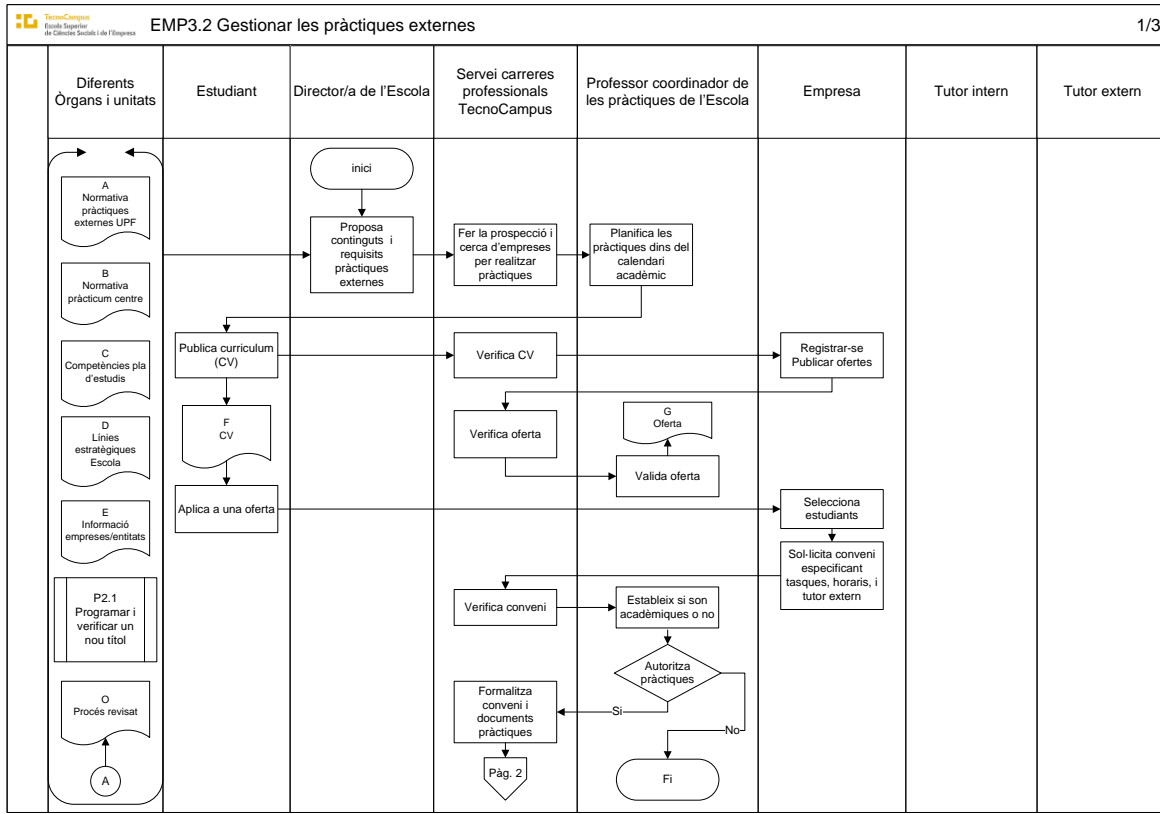 TecnoCampus
Escola Superior
de Ciències Socials i de l'Empresa
EMP3.2 Gestionar les pràctiques externes
1/3
Diferents
Òrgans i unitats
Estudiant
Director/a de l'Escola
Servei carreres
professionals
TecnoCampus
Professor coordinador de
les pràctiques de l'Escola
Empresa
Tutor intern
Tutor extern
A
Normativa
pràctiques
externes UPF
B
Normativa
pràcticum centre
C
Competències pla
d'estudis
D
Línies
estratègiques
Escola
E
Informació
empreses/entitats
P2.1
Programar i
verificar un
nou títol
O
Procés revisat
A
inici
Proposa
continguts i
requisits
pràctiques
externes
Fer la prospecció i
cerca d'empreses
per realitzar
pràctiques
Planifica les
pràctiques dins del
calendari
acadèmic
Publica curriculum
(CV)
Verifica CV
Registrar-se
Publicar ofertes
F
CV
Verifica oferta
G
Oferta
Valida oferta
Aplica a una oferta
Selecciona
estudiants
Sol·licita conveni
especificant
tasques, horaris, i
tutor extern
Verifica conveni
Estableix si son
acadèmiques o no
Autoritza
pràctiques
Si
No
Formalitza
conveni i
documents
pràctiques
Pàg. 2
Fi